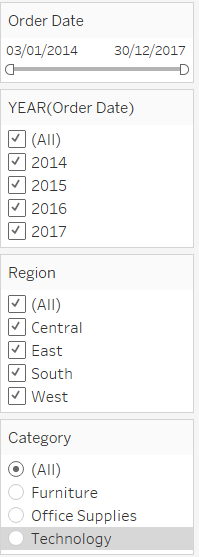 Order Date
03/01/2014 30/12/2017
YEAR(Order Date)
(All)
2014
2015
2016
2017
Region
(All)
Central
East
South
West
Category
(All)
Furniture
Office Supplies
Technology